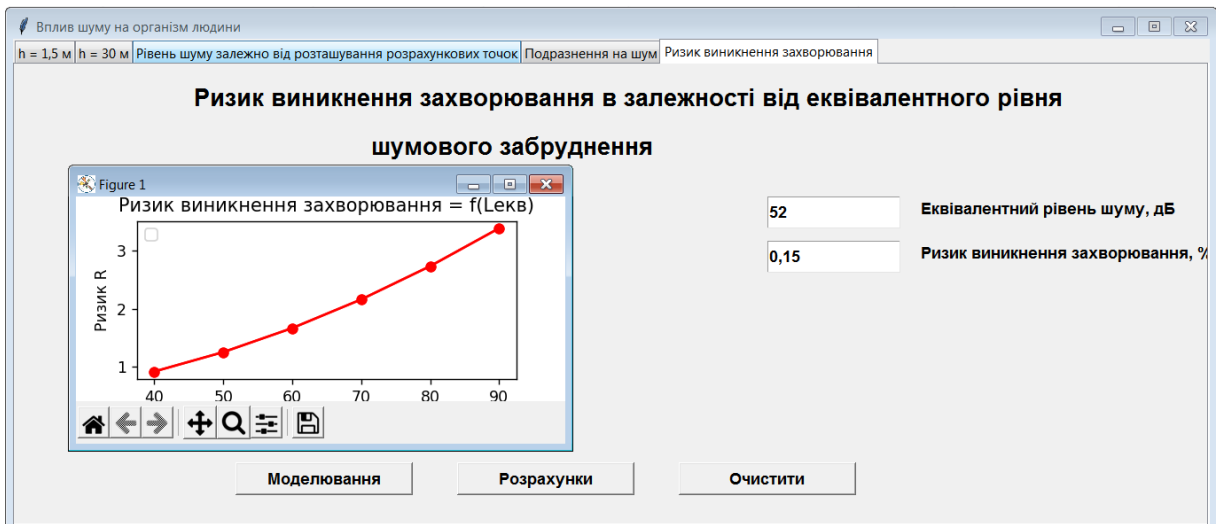 Вплив шуму на організм людини
h = 1,5 м h = 30 м Рівень шуму залежно від розташування розрахункових точок Подразнення на шум Ризик виникнення захворювання
Ризик виникнення захворювання в залежності від еквівалентного рівня
шумового забруднення
Figure 1
Ризик виникнення захворювання = f(Lекв)
3
2
1
Ризик R
40 50 60 70 80 90
52 Еквівалентний рівень шуму, дБ
0,15 Ризик виникнення захворювання, %
Моделювання Розрахунки Очистити